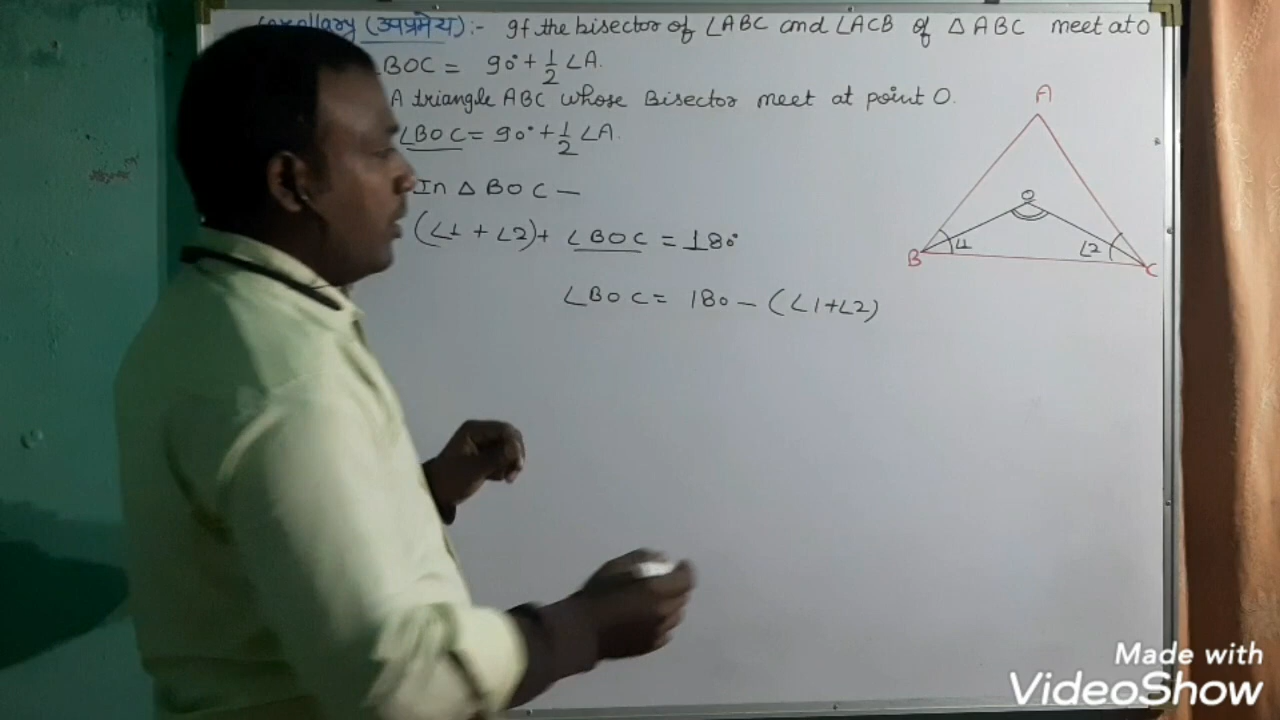 Corollary (उपप्रमेय) :- If the bisector of ∠ABC and ∠ACB of △ ABC meet at O
∠BOC = 90° + 1/2 ∠A.
A triangle ABC whose Bisector meet at point O.
∠BOC = 90° + 1/2 ∠A.
In △ BOC —
(∠1 + ∠2) + ∠BOC = 180°
∠BOC = 180 – (∠1+∠2)
A
O
B
∠1
∠2
C
Made with
VideoShow